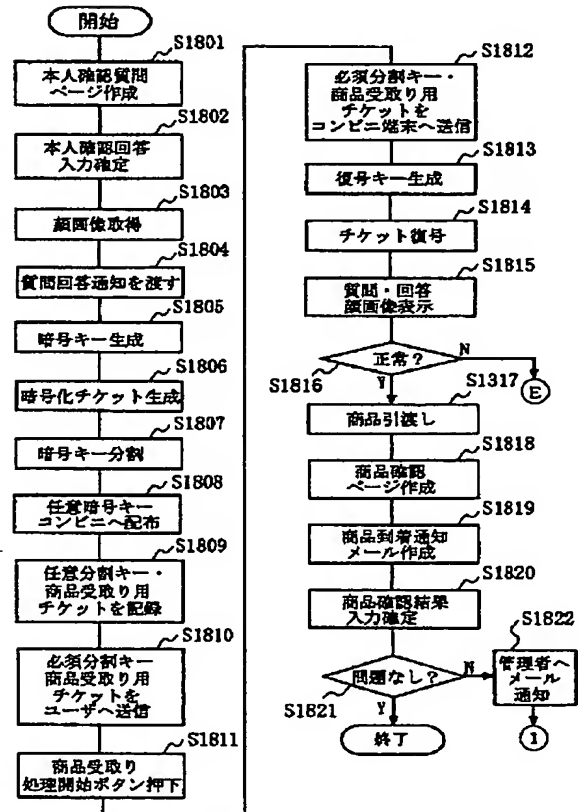 開始
S1801
本人確認質問
ページ作成
S1802
本人確認回答
入力確定
S1803
顔画像取得
S1804
質問回答通知を渡す
S1805
暗号キー生成
S1806
暗号化チケット生成
S1807
暗号キー分割
S1808
任意暗号キー
コンビニへ配布
S1809
任意分割キー・
商品受取り用
チケットを記録
S1810
必須分割キー
商品受取り用
チケットを
ユーザへ送信
S1811
商品受取り
処理開始ボタン押下
S1812
必須分割キー・
商品受取り用
チケットを
コンビニ端末へ送信
S1813
復号キー生成
S1814
チケット復号
S1815
質問・回答
顔画像表示
正常?
N
S1816
Y
E
S1317
商品引渡し
S1818
商品確認
ページ作成
S1819
商品到着通知
メール作成
S1820
商品確認結果
入力確定
S1822
問題なし?
N
管理者へ
メール
通知
S1821
Y
終了
I